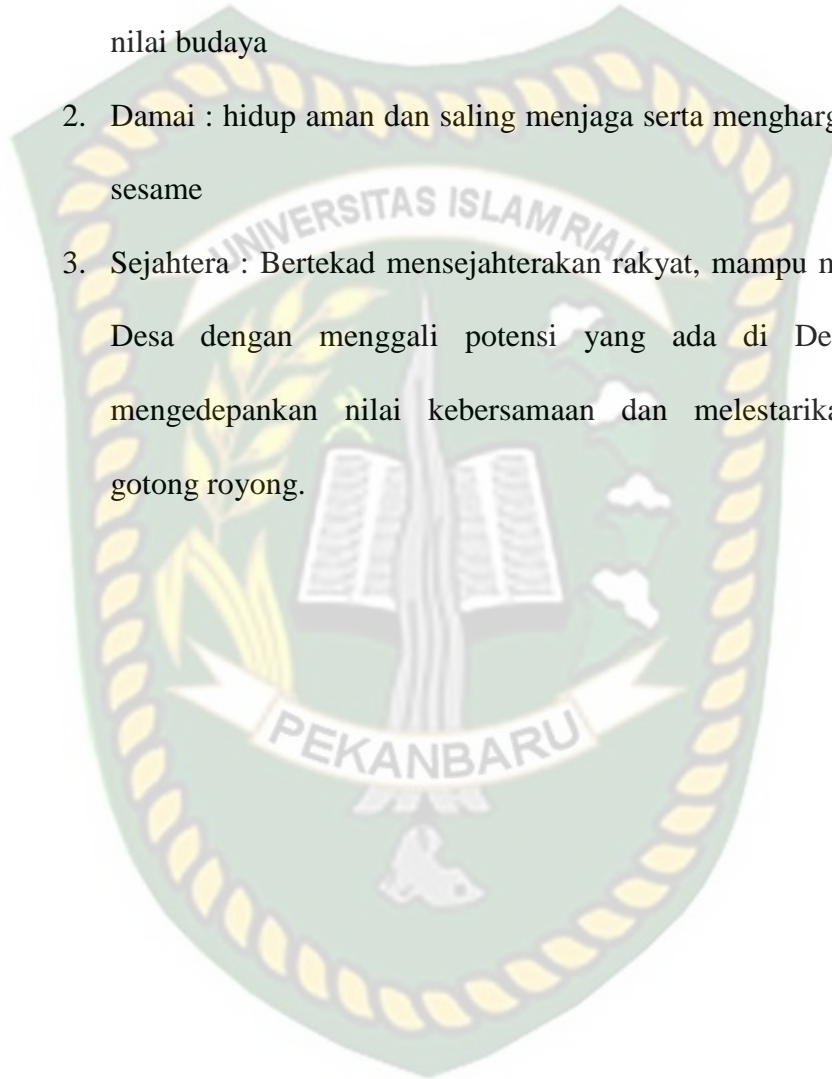 nilai budaya
2. Damai : hidup aman dan saling menjaga serta
sesame
3. Sejahtera : Bertekad mensejahterakan rakyat, mampu
Desa dengan menggali potensi yang ada di
mengedepankan nilai kebersamaan dan
gotong royong.
UNIVERSITAS ISLAM RIAU
PEKANBARU